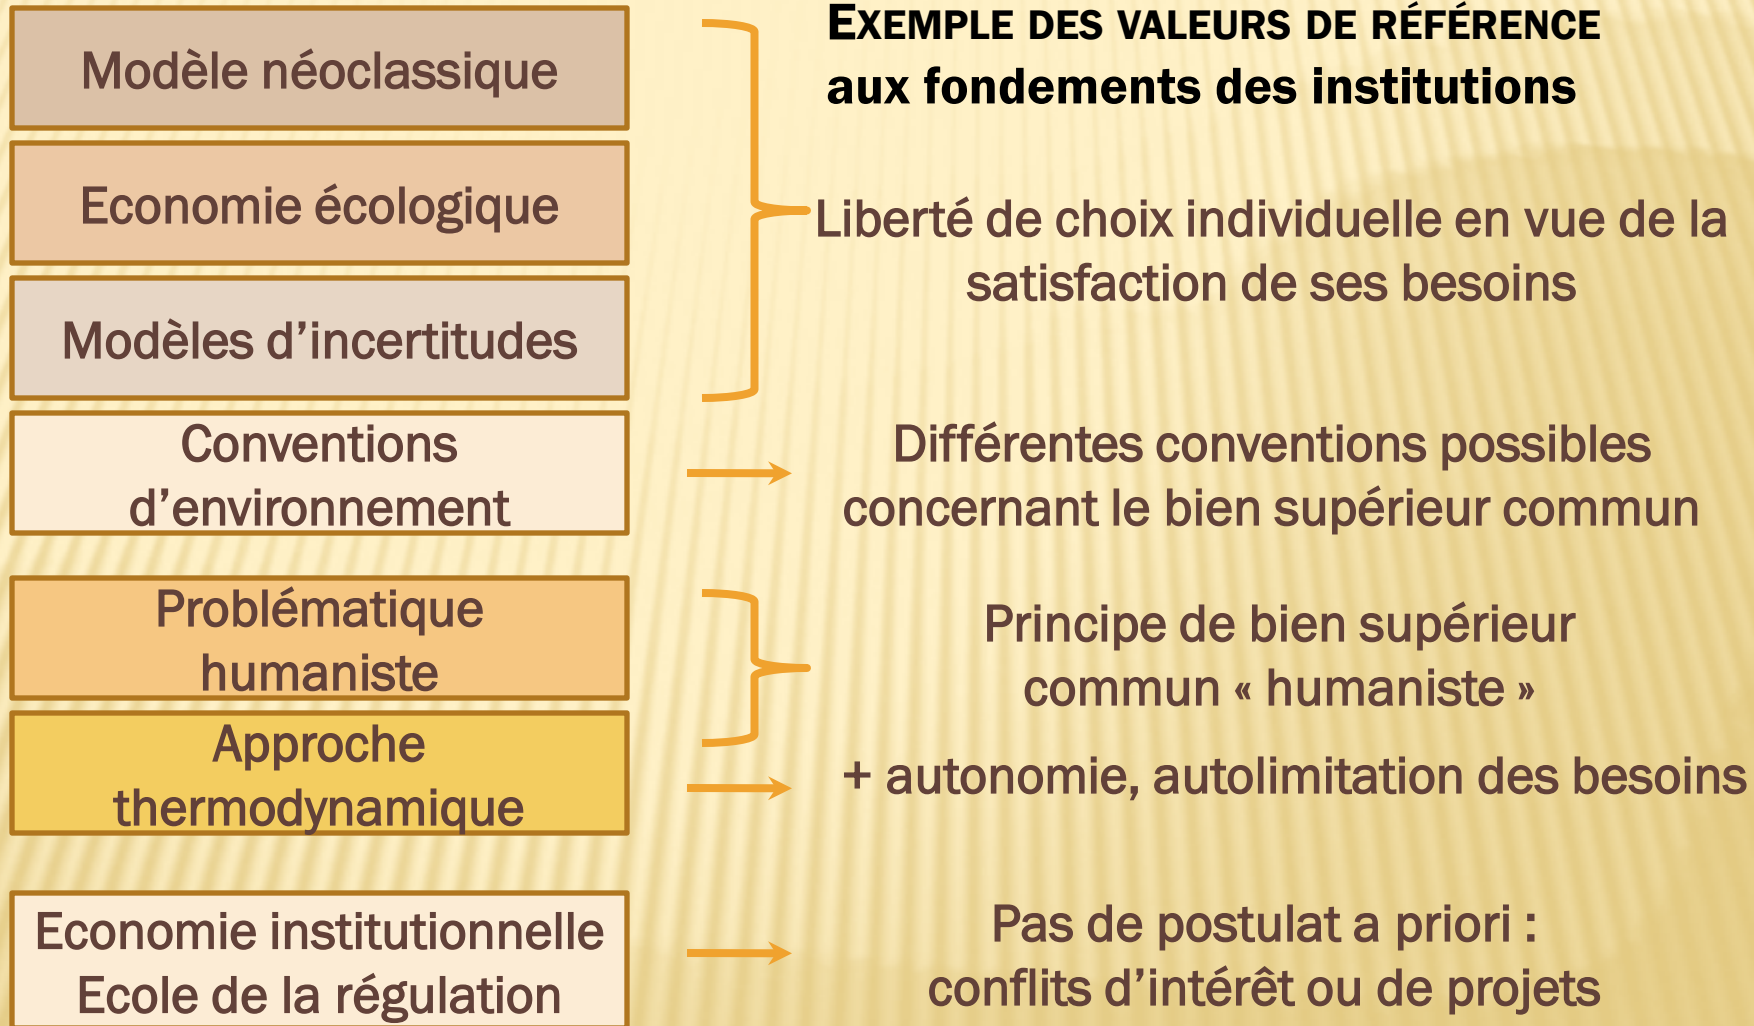 EXEMPLE DES VALEURS DE RÉFÉRENCE
aux fondements des institutions
Modèle néoclassique
Economie écologique
Modèles d’incertitudes
Liberté de choix individuelle en vue de la
satisfaction de ses besoins
Conventions
d’environnement
Différentes conventions possibles
concernant le bien supérieur commun
Problématique
humaniste
Principe de bien supérieur
commun « humaniste »
Approche
thermodynamique
+ autonomie, autolimitation des besoins
Economie institutionnelle
Ecole de la régulation
Pas de postulat a priori :
conflits d’intérêt ou de projets